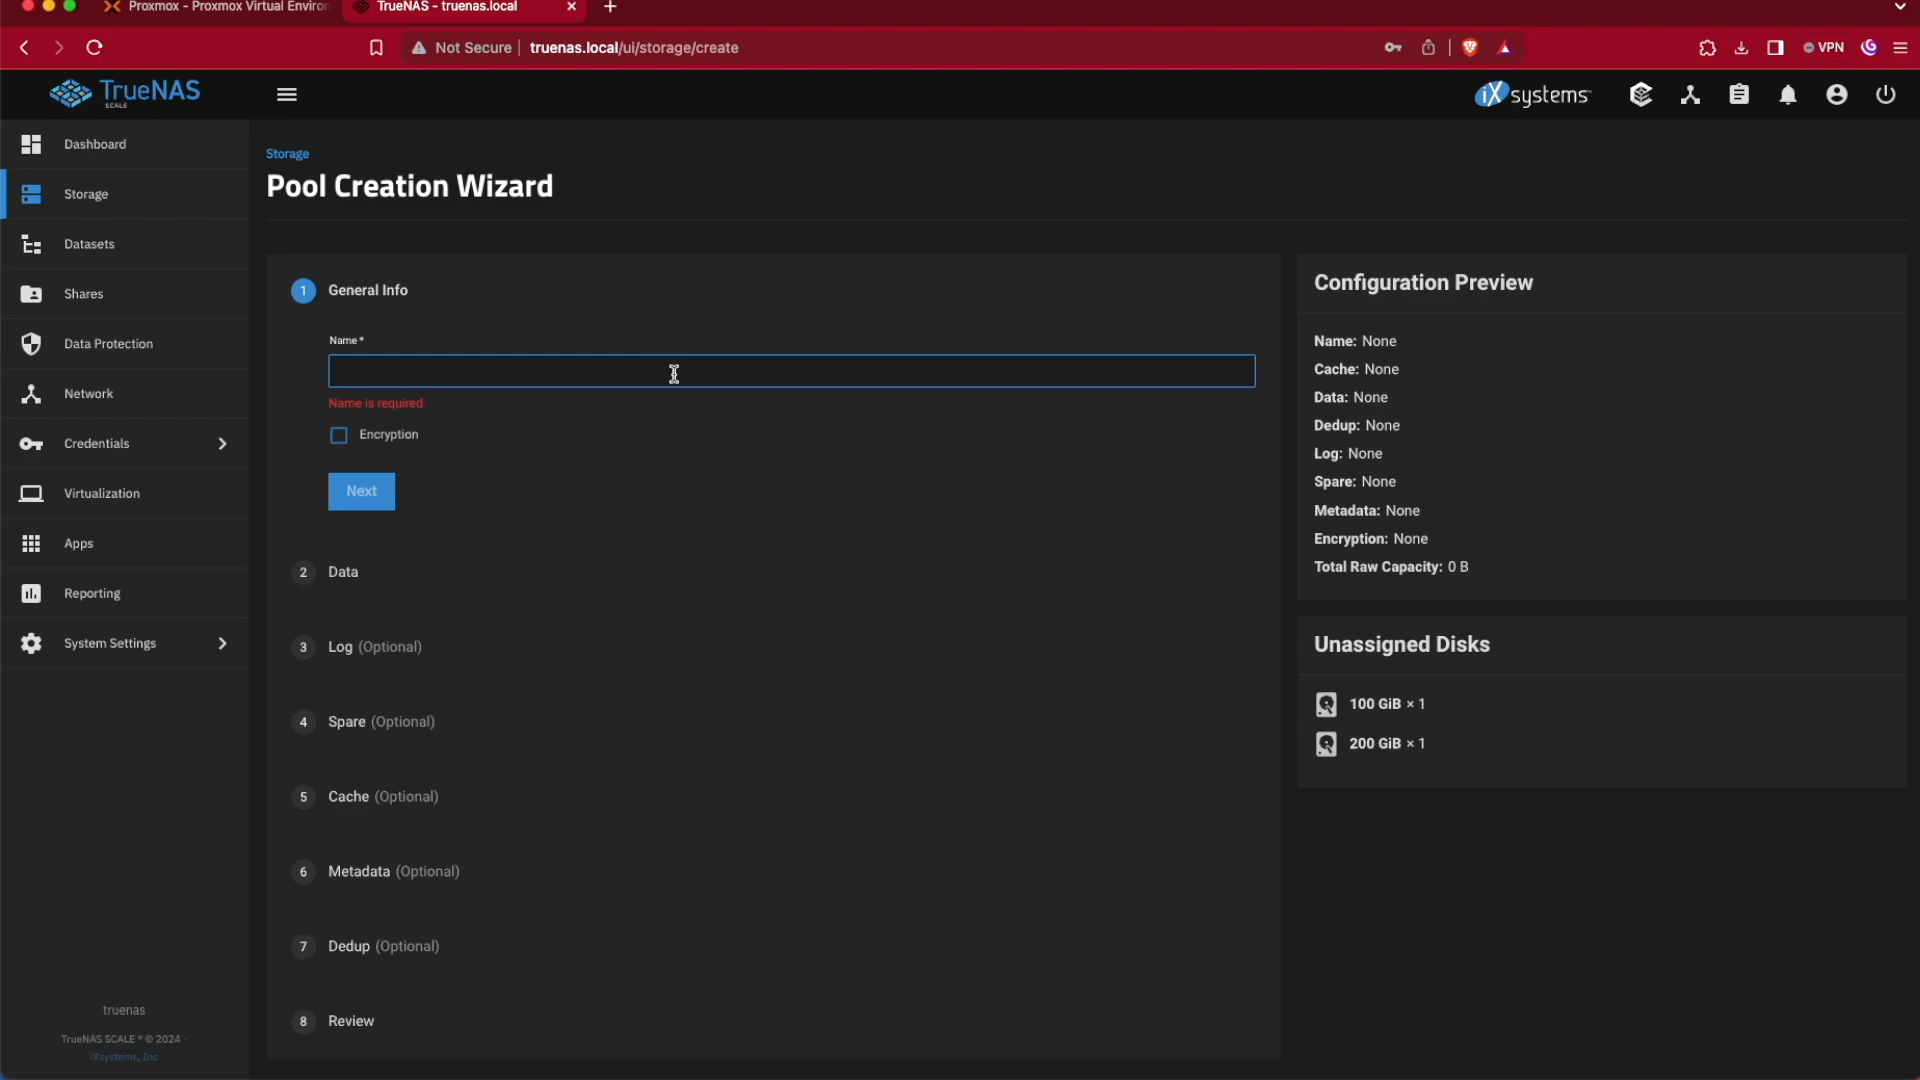 Proxmox - Proxmox Virtual Environ
TrueNAS - truenas.local
Not Secure
truenas.local/ui/storage/create
VPN
TrueNAS
SCALE
iXsystems
Dashboard
Storage
Datasets
Shares
Data Protection
Network
Credentials
Virtualization
Apps
Reporting
System Settings
truenas
TrueNAS SCALE ® © 2024 -
iXsystems, Inc
Storage
Pool Creation Wizard
1 General Info
Name *
Name is required
Encryption
Next
2 Data
3 Log (Optional)
4 Spare (Optional)
5 Cache (Optional)
6 Metadata (Optional)
7 Dedup (Optional)
8 Review
Configuration Preview
Name: None
Cache: None
Data: None
Dedup: None
Log: None
Spare: None
Metadata: None
Encryption: None
Total Raw Capacity: 0 B
Unassigned Disks
100 GiB × 1
200 GiB × 1